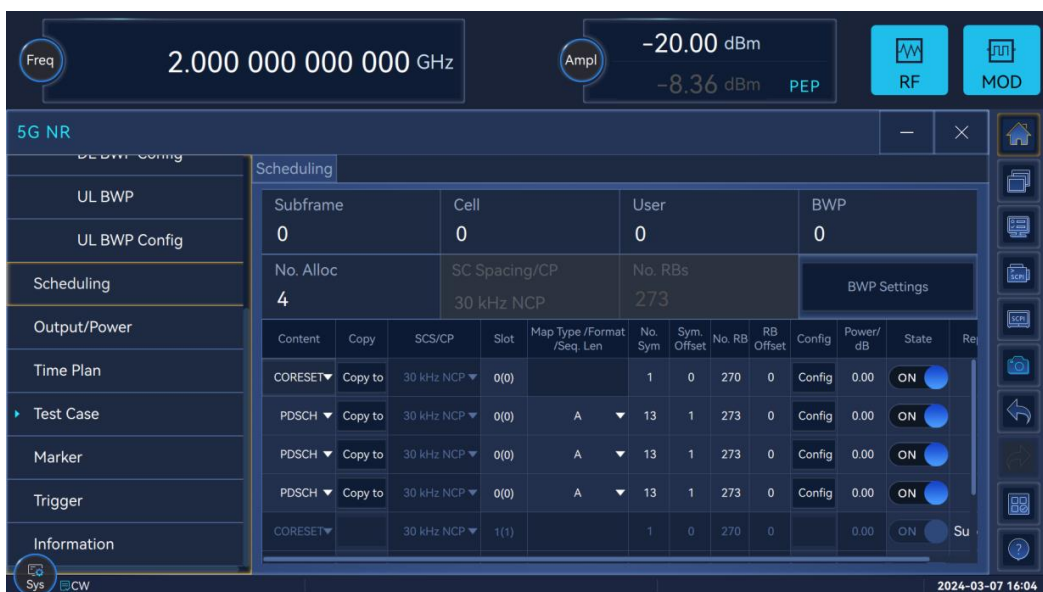 Freq
2.000 000 000 000 GHz
Ampl
-20.00 dBm
-8.36 dBm PEP
RF
MOD
5G NR
DL BWP Config
UL BWP
UL BWP Config
Scheduling
Output/Power
Time Plan
Test Case
Marker
Trigger
Information
Scheduling
Subframe Cell User BWP
0 0 0 0
No. Alloc SC Spacing/CP No. RBs
4 30 kHz NCP 273
BWP Settings
Content Copy SCS/CP Slot Map Type /Format /Seq. Len No. Sym Sym. Offset No. RB RB Offset Config Power/ dB State Re
CORESET Copy to 30 kHz NCP 0(0) 1 0 270 0 Config 0.00 ON
PDSCH Copy to 30 kHz NCP 0(0) A 13 1 273 0 Config 0.00 ON
PDSCH Copy to 30 kHz NCP 0(0) A 13 1 273 0 Config 0.00 ON
PDSCH Copy to 30 kHz NCP 0(0) A 13 1 273 0 Config 0.00 ON
CORESET 30 kHz NCP 1(1) 1 0 270 0 0.00 ON Su
SCPI
SCPI
Sys
CW
2024-03-07 16:04